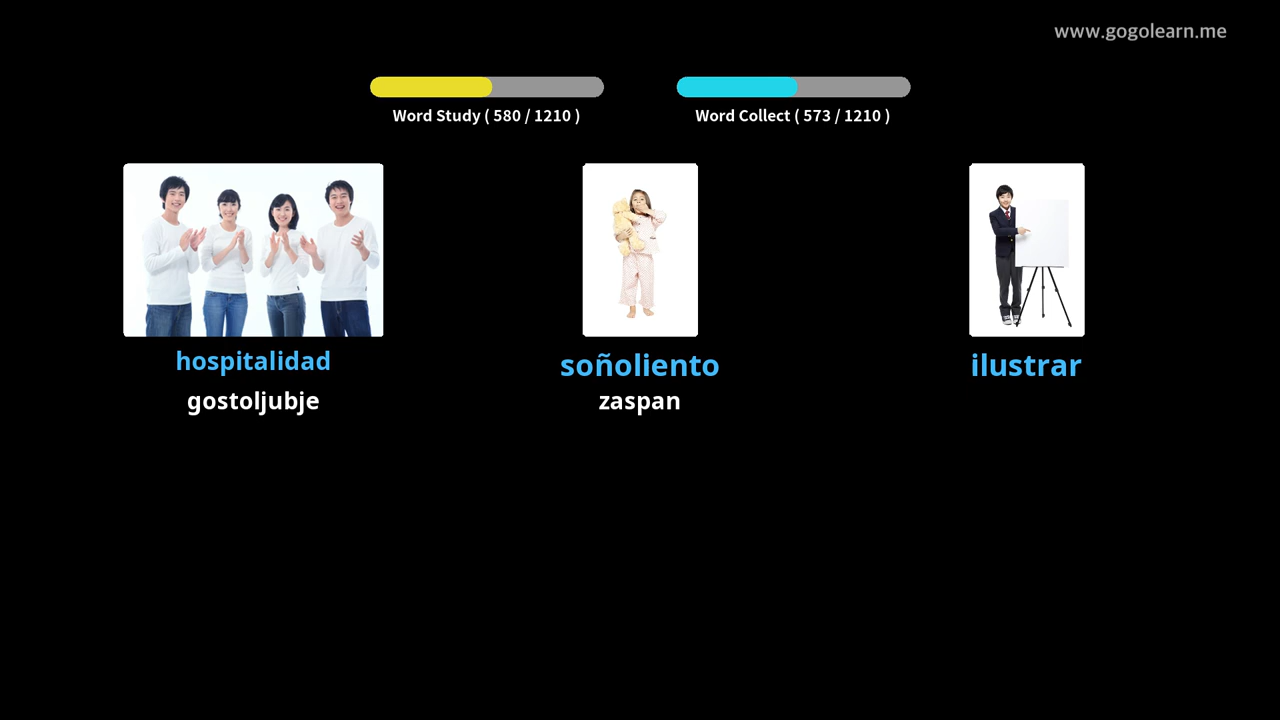 www.gogolearn.me
Word Study ( 580 / 1210 )
Word Collect ( 573 / 1210 )
hospitalidad
gostoljubje
soñoliento
zaspan
ilustrar